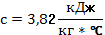 c = 3,82 кДж / кг * °С